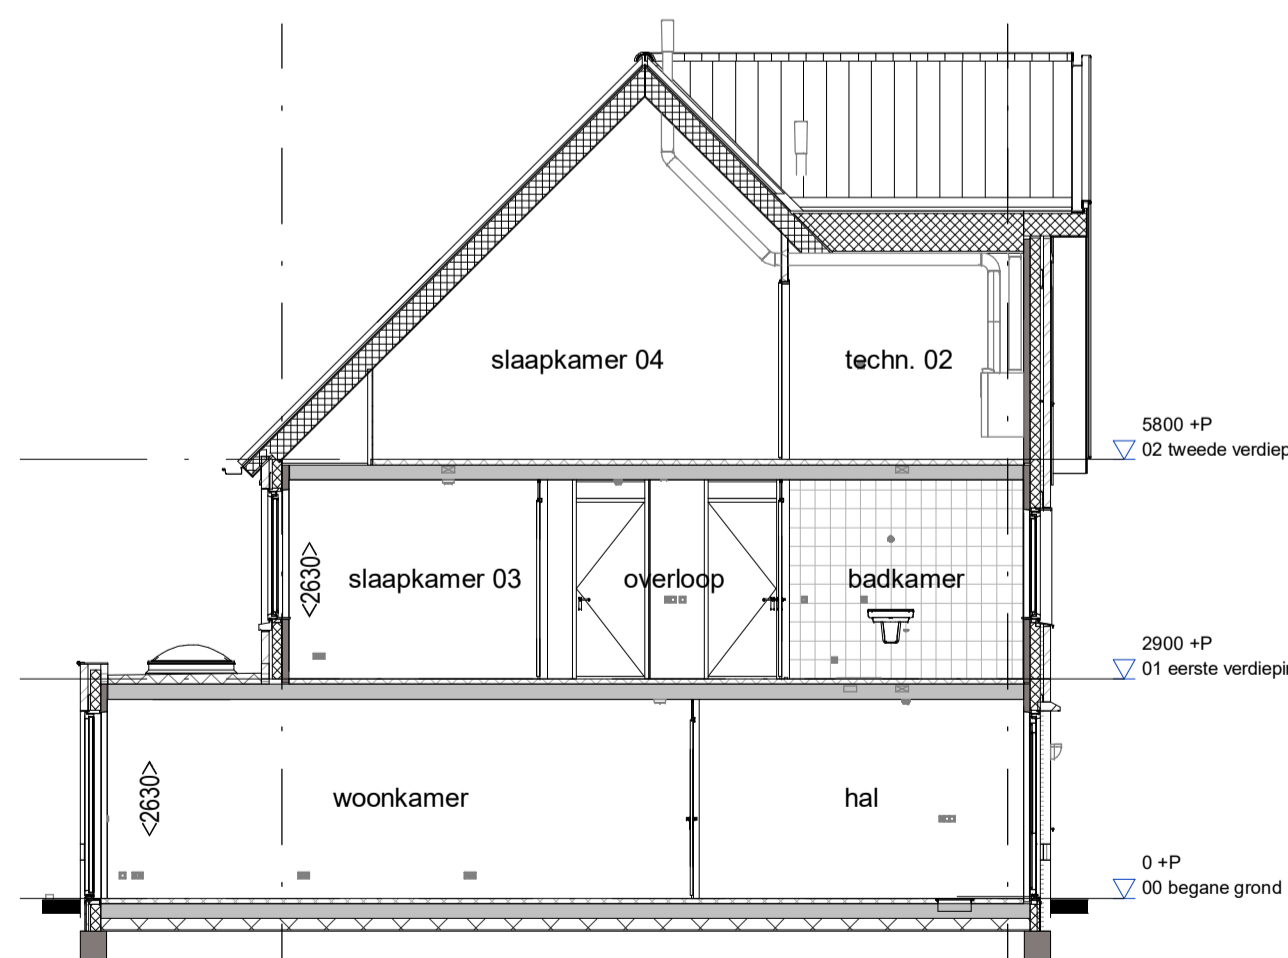 slaapkamer 04
techn. 02
5800 +P
02 tweede verdiep
slaapkamer 03
overloop
badkamer
<2630>
2900 +P
01 eerste verdiepi
woonkamer
hal
<2630>
0 +P
00 begane grond